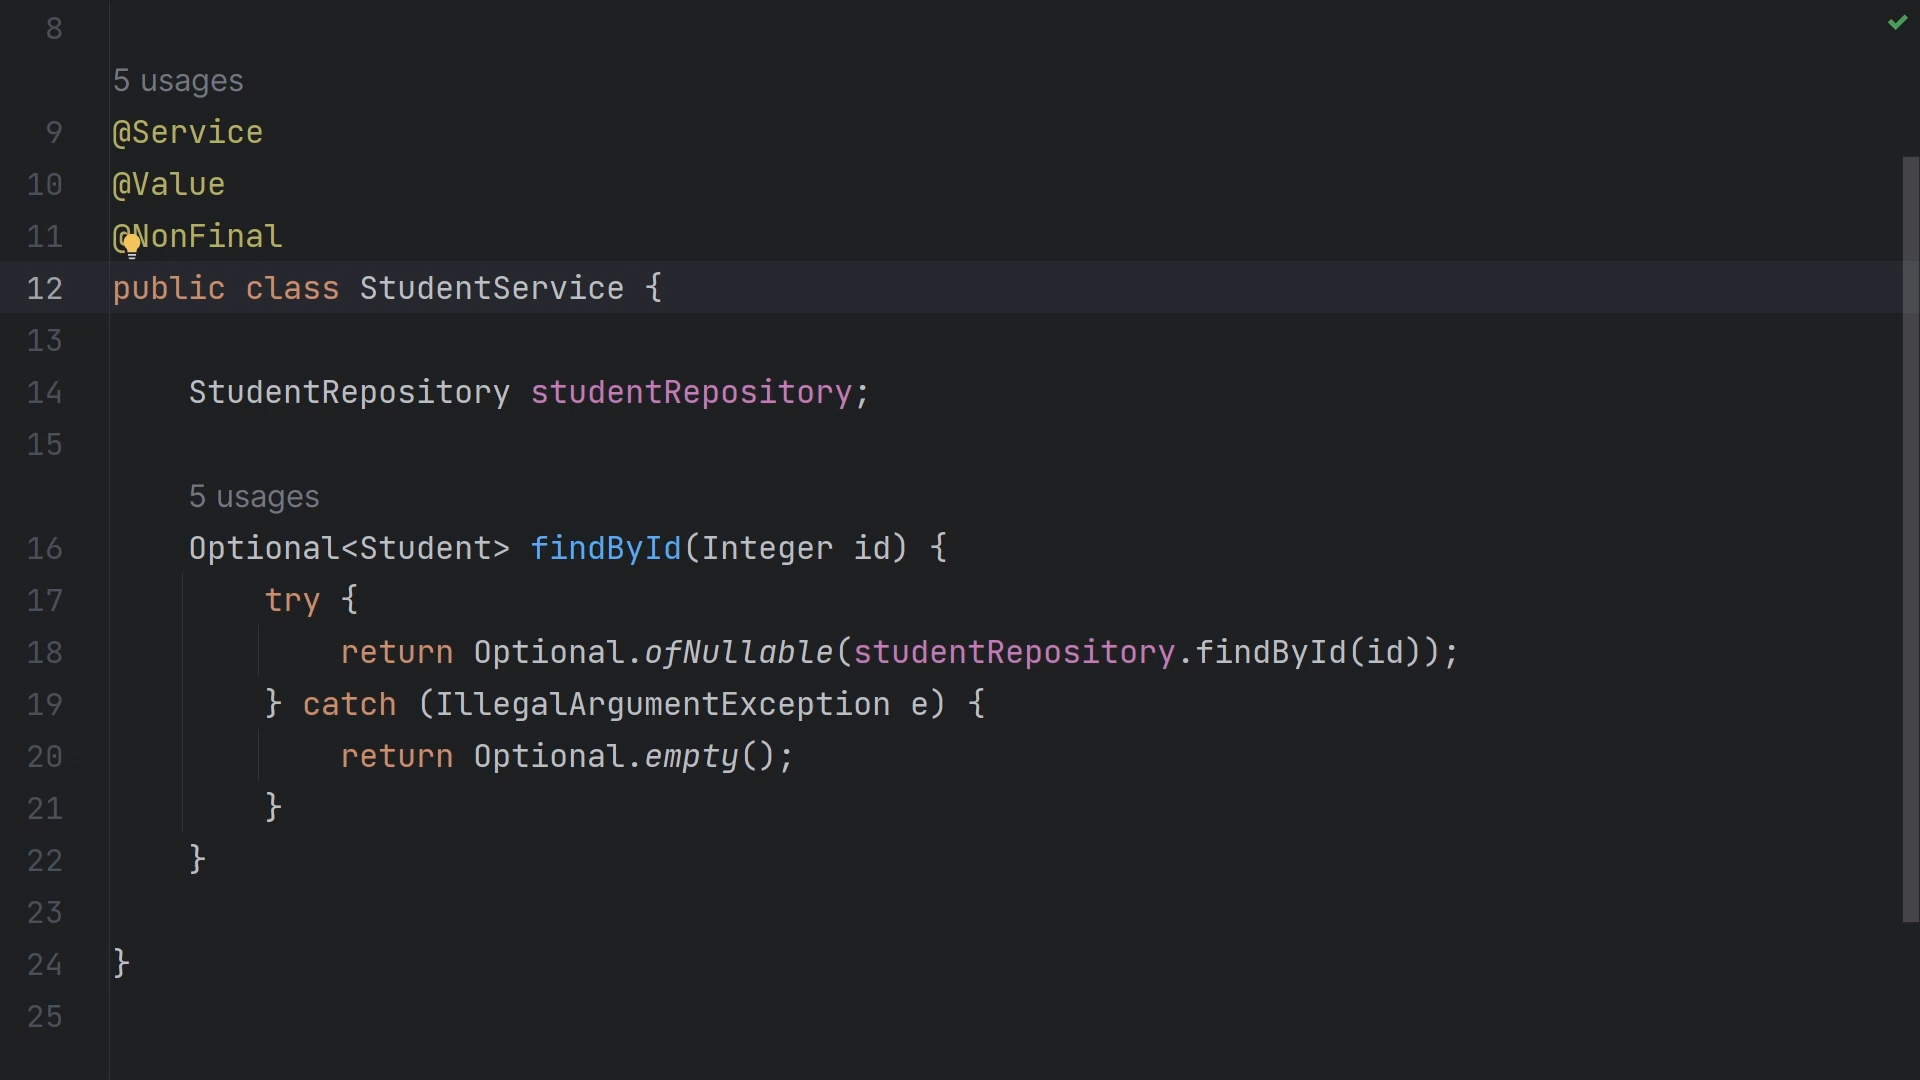 8
5 usages
9 @Service
10 @Value
11 @NonFinal
12 public class StudentService {
13
14     StudentRepository studentRepository;
15
    5 usages
16     Optional<Student> findById(Integer id) {
17         try {
18             return Optional.ofNullable(studentRepository.findById(id));
19         } catch (IllegalArgumentException e) {
20             return Optional.empty();
21         }
22     }
23
24 }
25